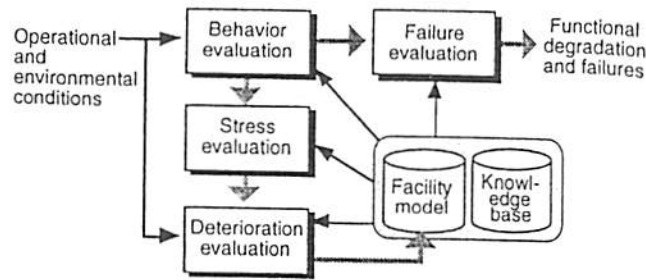 Operational
and
environmental
conditions
Behavior
evaluation
Failure
evaluation
Functional
degradation
and failures
Stress
evaluation
Deterioration
evaluation
Facility
model
Knowl-
edge
base